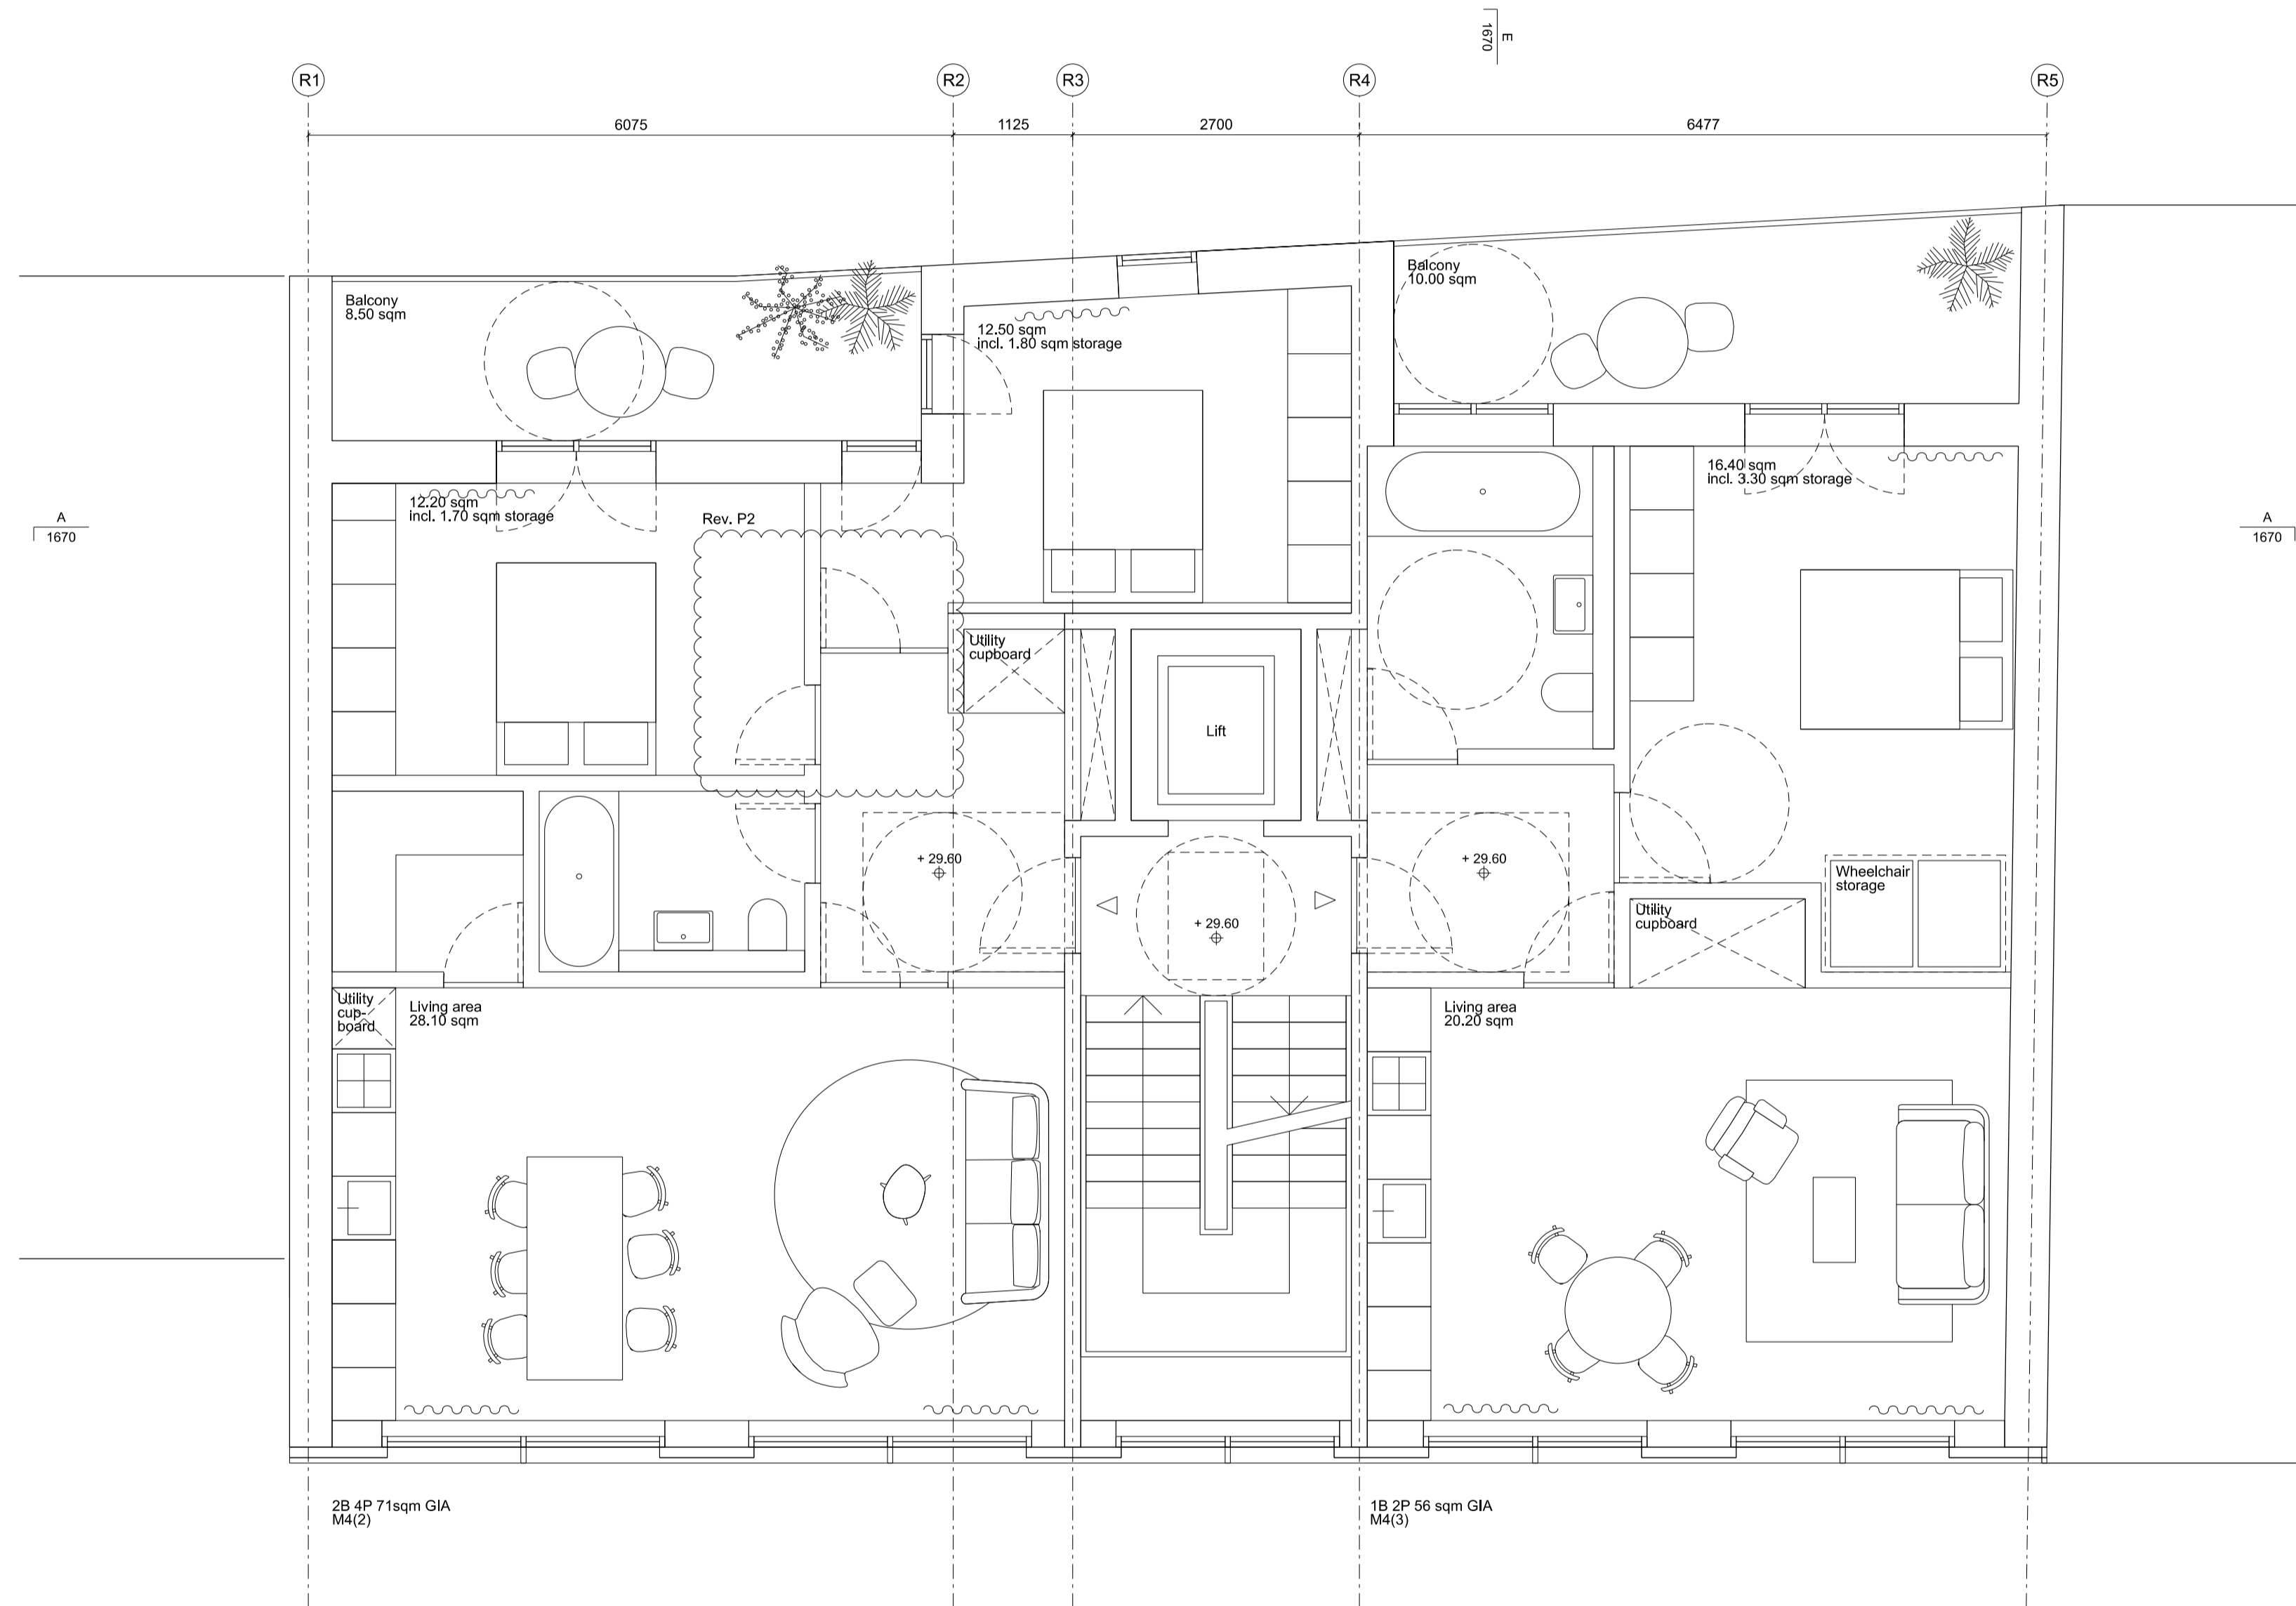 E
1670
R1
R2
R3
R4
R5
6075
1125
2700
6477
Balcony
8.50 sqm
Balcony
10.00 sqm
12.50 sqm
incl. 1.80 sqm storage
12.20 sqm
incl. 1.70 sqm storage
16.40 sqm
incl. 3.30 sqm storage
A
1670
Rev. P2
A
1670
Utility
cupboard
Lift
+ 29.60
+ 29.60
+ 29.60
Wheelchair
storage
Utility
cupboard
Utility
cup-
board
Living area
28.10 sqm
Living area
20.20 sqm
2B 4P 71sqm GIA
M4(2)
1B 2P 56 sqm GIA
M4(3)